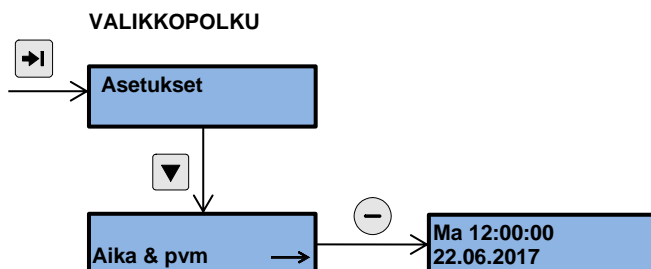 VALIKKOPOLKU
Asetukset
Aika & pvm
Ma 12:00:00
22.06.2017